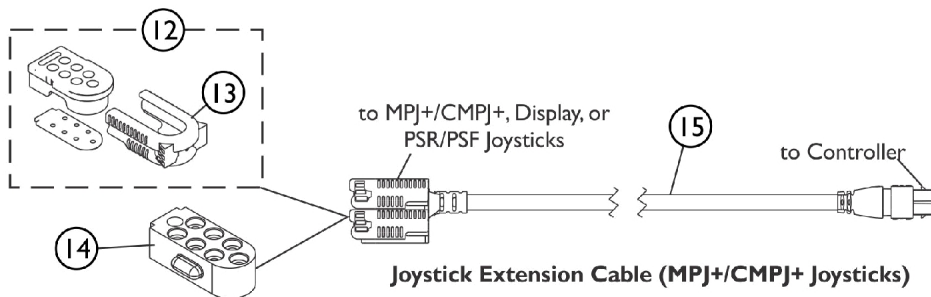 12
13
to MPJ+/CMPJ+, Display, or
PSR/PSF Joysticks
15
to Controller
14
Joystick Extension Cable (MPJ+/CMPJ+ Joysticks)